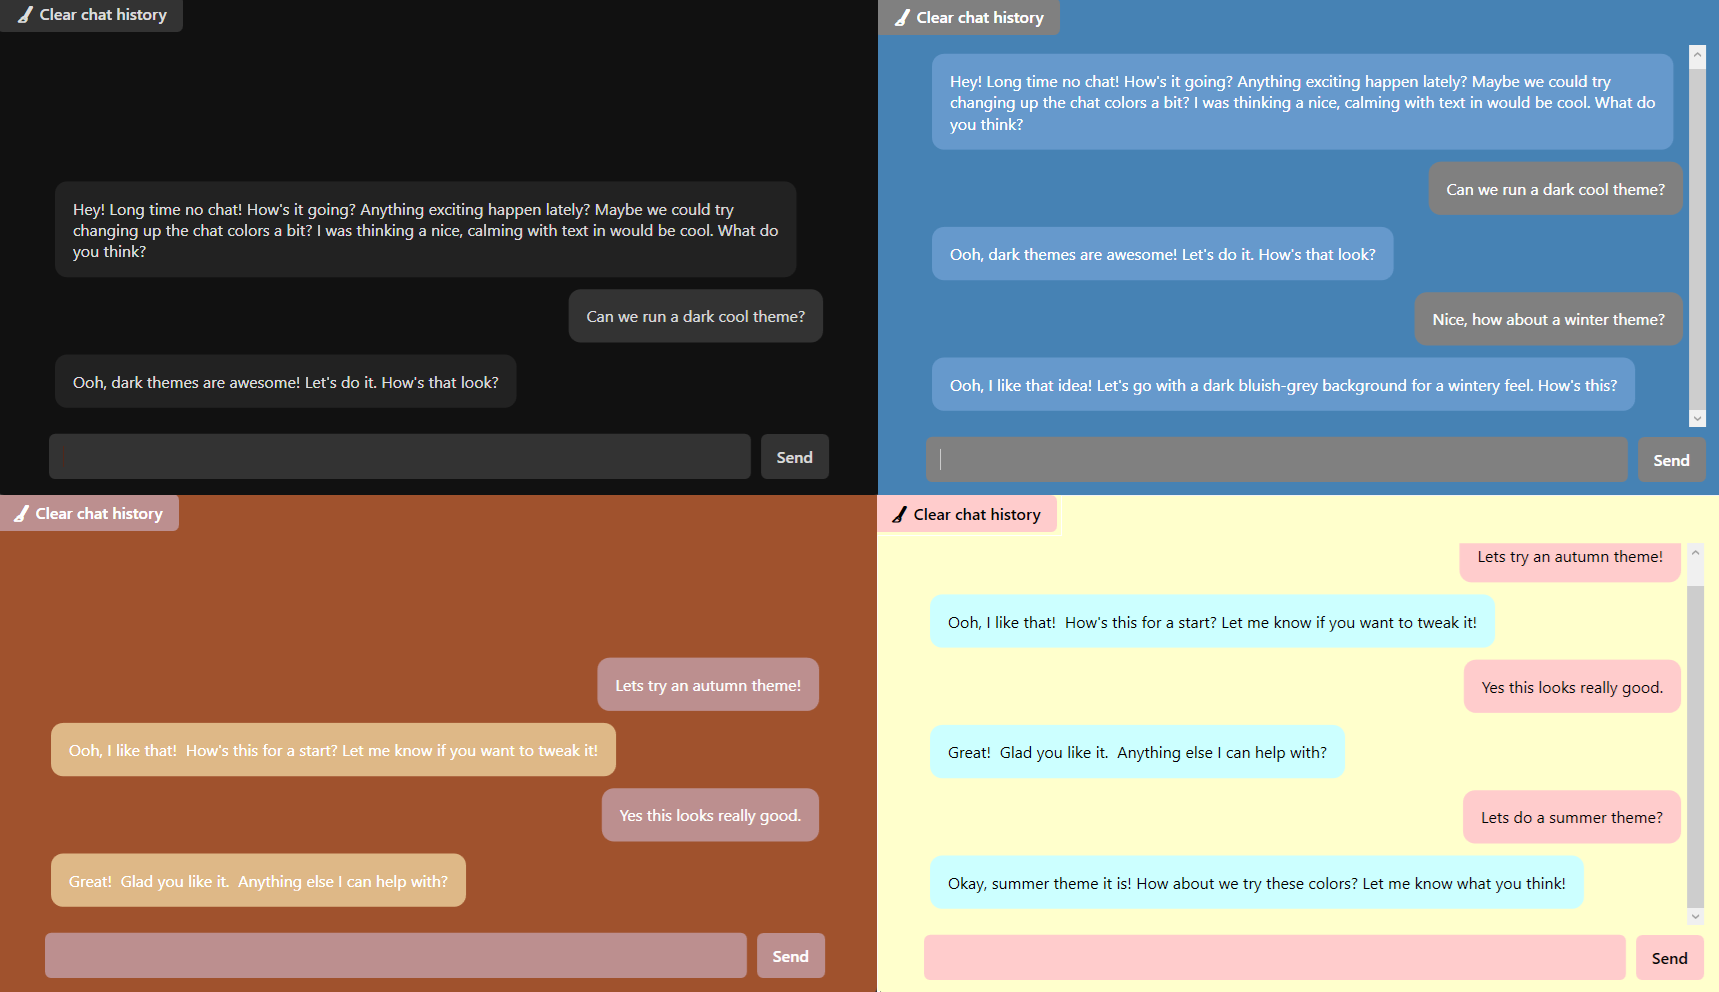 Clear chat history
Hey! Long time no chat! How's it going? Anything exciting happen lately? Maybe we could try
changing up the chat colors a bit? I was thinking a nice, calming with text in would be cool. What do
you think?
Can we run a dark cool theme?
Ooh, dark themes are awesome! Let's do it. How's that look?
Send
Clear chat history
Hey! Long time no chat! How's it going? Anything exciting happen lately? Maybe we could try
changing up the chat colors a bit? I was thinking a nice, calming with text in would be cool. What do
you think?
Can we run a dark cool theme?
Ooh, dark themes are awesome! Let's do it. How's that look?
Nice, how about a winter theme?
Ooh, I like that idea! Let's go with a dark bluish-grey background for a wintery feel. How's this?
Send
Clear chat history
Lets try an autumn theme!
Ooh, I like that!  How's this for a start? Let me know if you want to tweak it!
Yes this looks really good.
Great!  Glad you like it.  Anything else I can help with?
Send
Clear chat history
Lets try an autumn theme!
Ooh, I like that!  How's this for a start? Let me know if you want to tweak it!
Yes this looks really good.
Great!  Glad you like it.  Anything else I can help with?
Lets do a summer theme?
Okay, summer theme it is! How about we try these colors? Let me know what you think!
Send